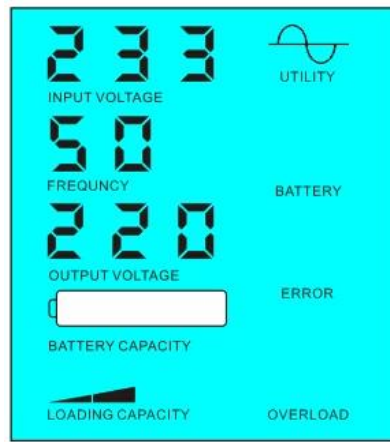 233
UTILITY
INPUT VOLTAGE
50
FREQUNCY
BATTERY
220
OUTPUT VOLTAGE
ERROR
BATTERY CAPACITY
LOADING CAPACITY
OVERLOAD